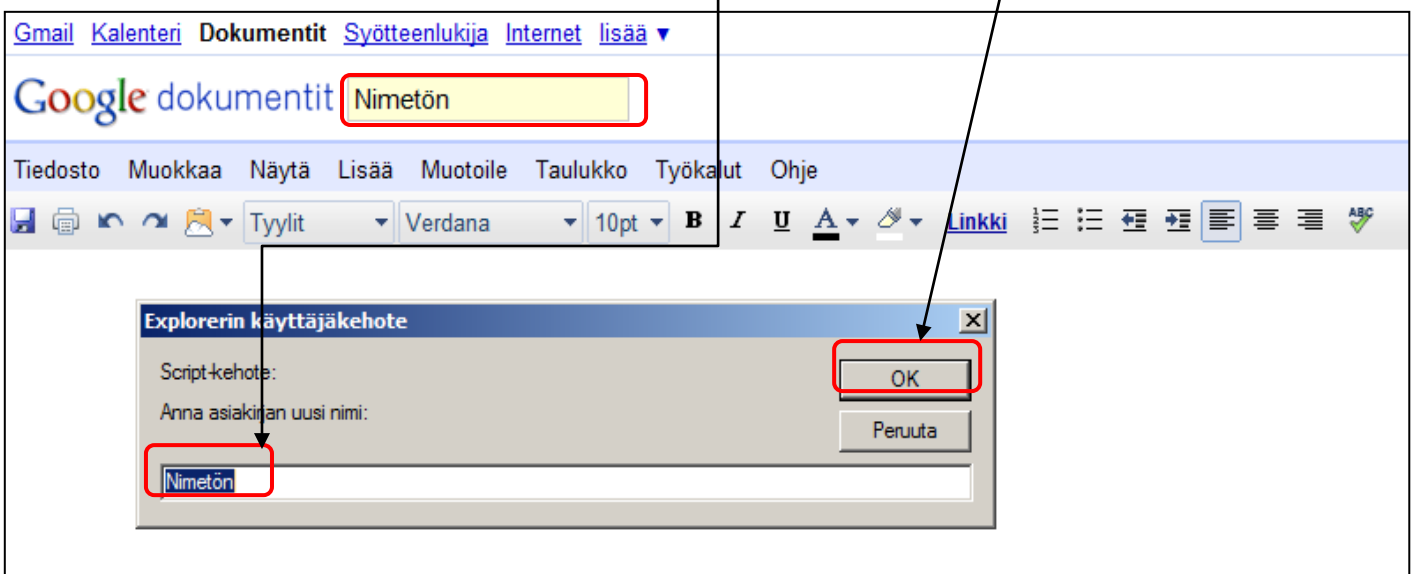 Gmail Kalenteri Dokumentit Syötteenlukija Internet lisää ▼
Google dokumentit Nimetön
Tiedosto Muokkaa Näytä Lisää Muotoile Taulukko Työkalut Ohje
Tyylit Verdana 10pt B I U A Linkki ABC
Explorerin käyttäjäkehote
Script-kehote:
OK
Anna asiakirjan uusi nimi:
Peruuta
Nimetön